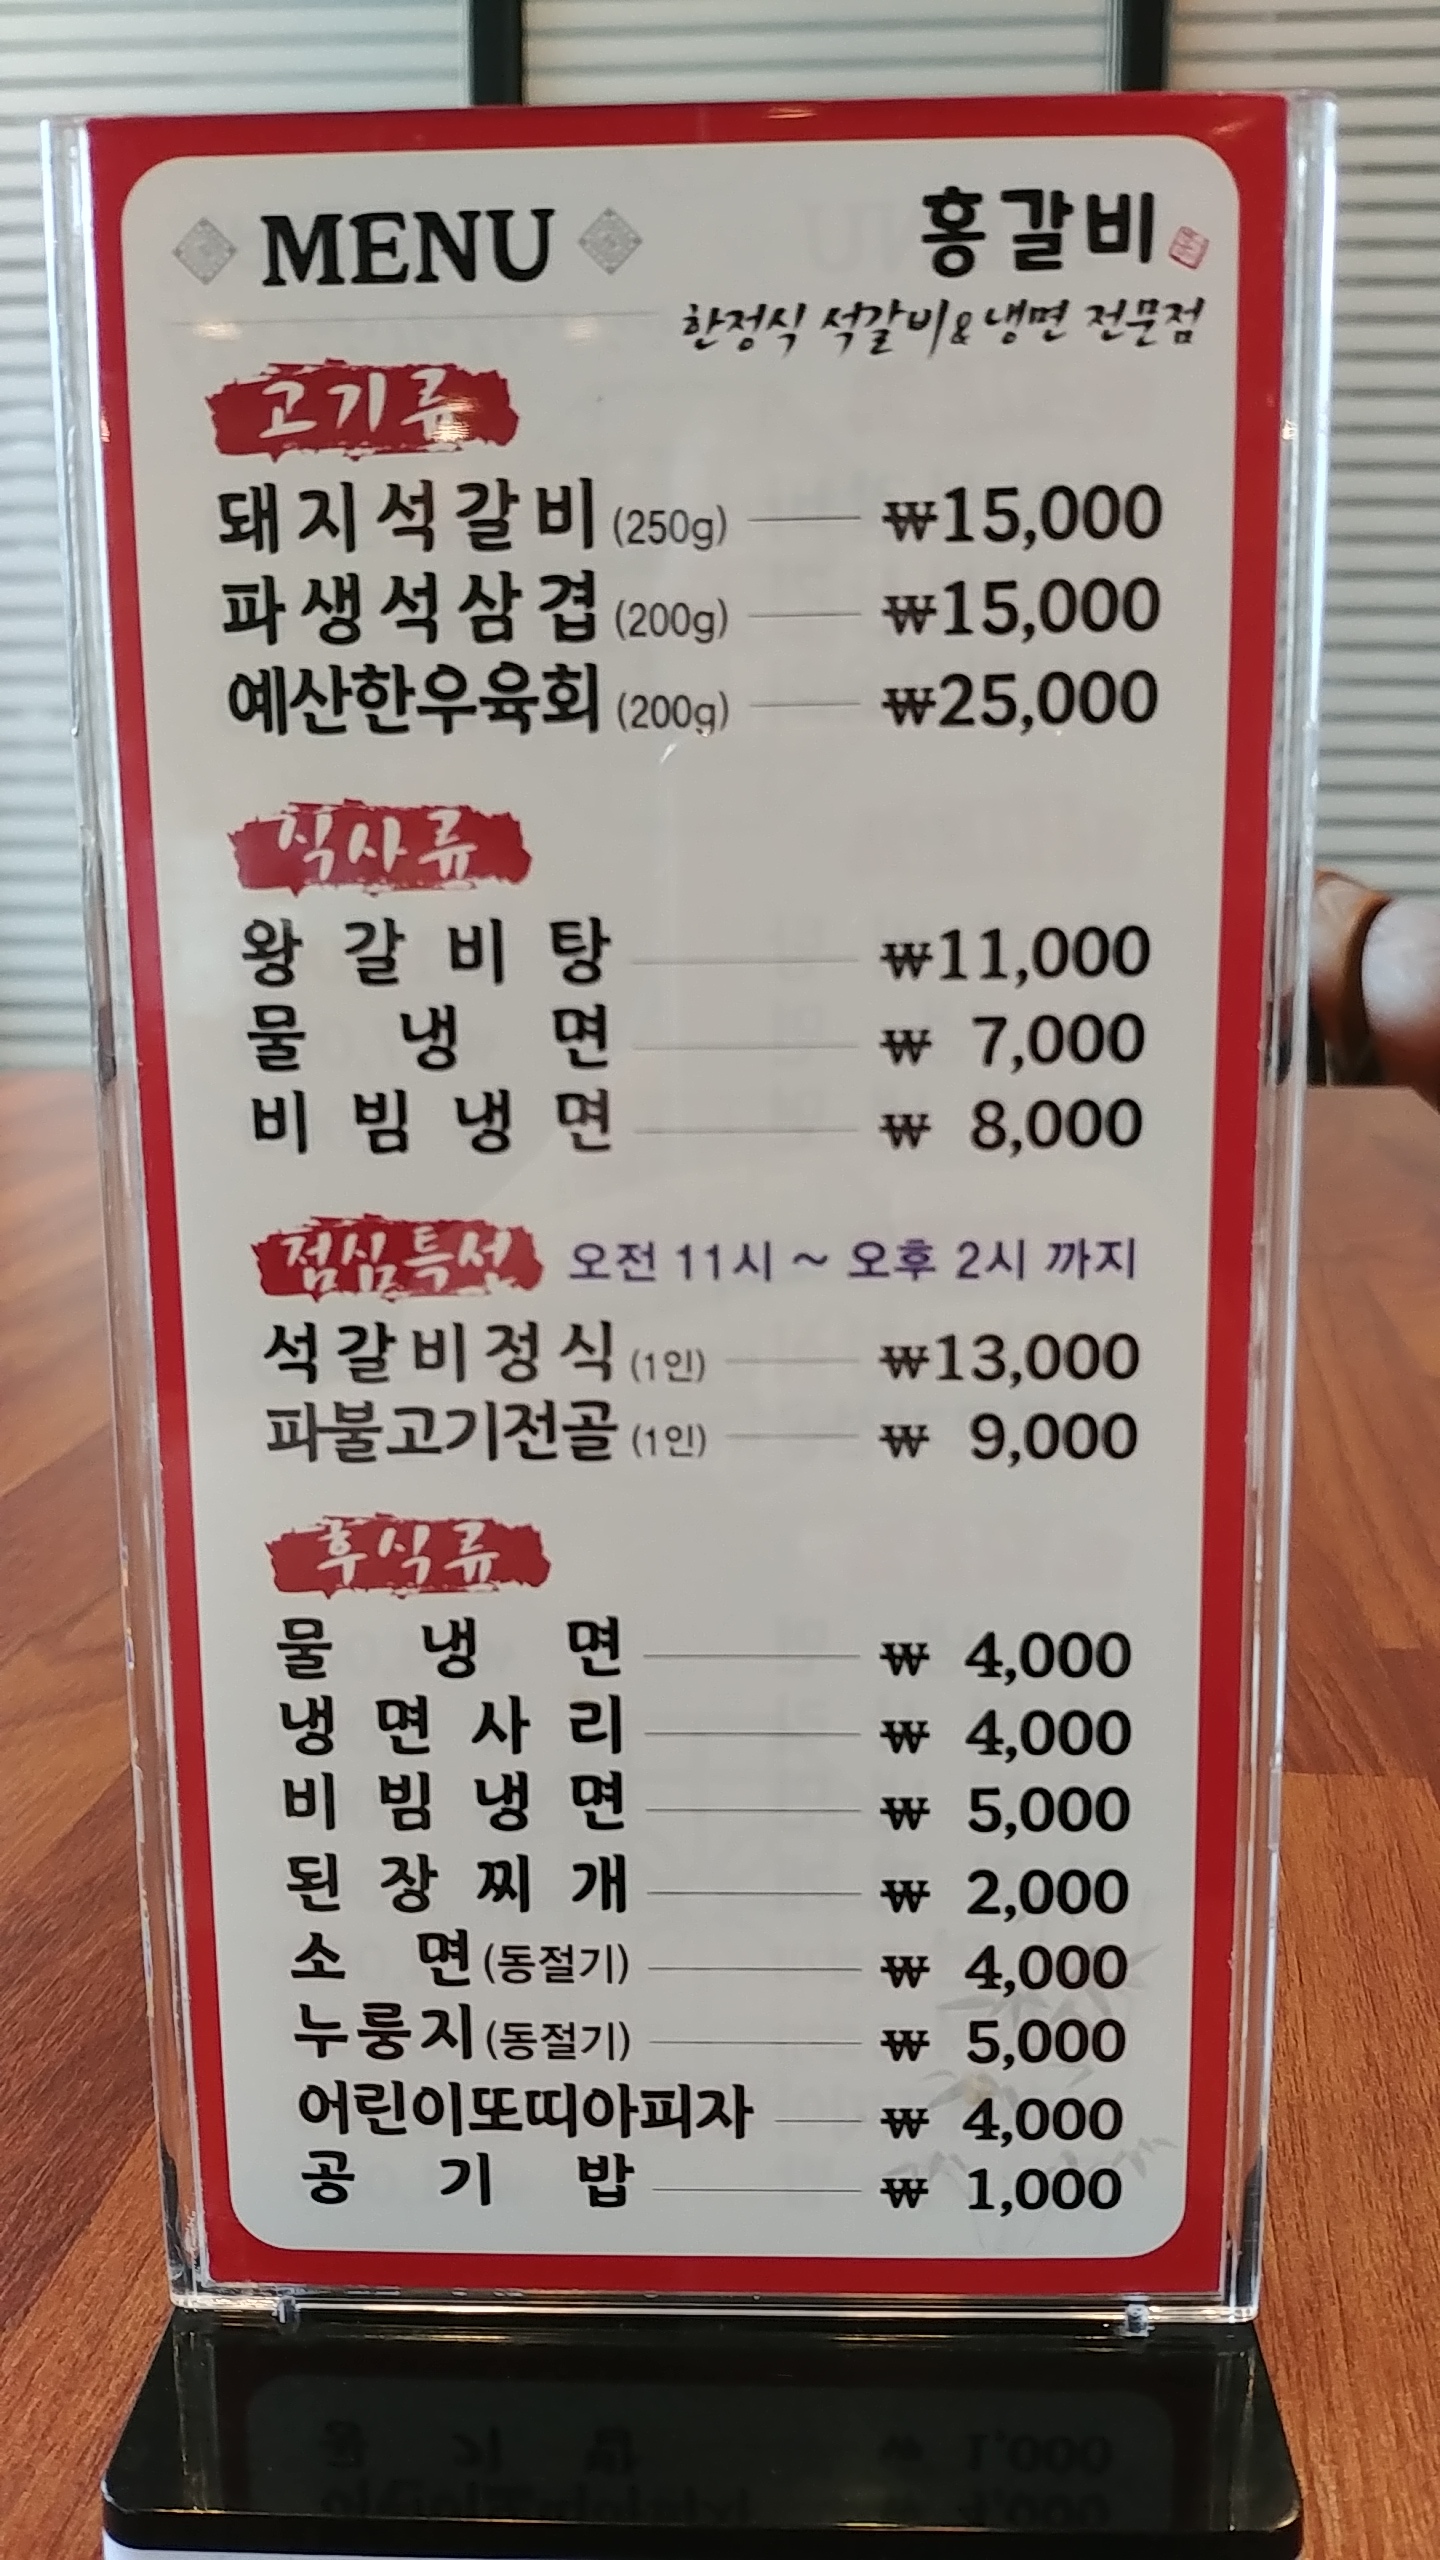 MENU
홍갈비
한정식 석갈비&냉면 전문점
고기류
돼지석갈비 (250g) ₩15,000
파생석삼겹 (200g) ₩15,000
예산한우육회 (200g) ₩25,000
식사류
왕갈비탕 ₩11,000
물냉면 ₩ 7,000
비빔냉면 ₩ 8,000
점심특선 오전 11시 ~ 오후 2시 까지
석갈비정식 (1인) ₩13,000
파불고기전골 (1인) ₩ 9,000
후식류
물냉면 ₩ 4,000
냉면사리 ₩ 4,000
비빔냉면 ₩ 5,000
된장찌개 ₩ 2,000
소면 (동절기) ₩ 4,000
누룽지 (동절기) ₩ 5,000
어린이또띠아피자 ₩ 4,000
공기밥 ₩ 1,000